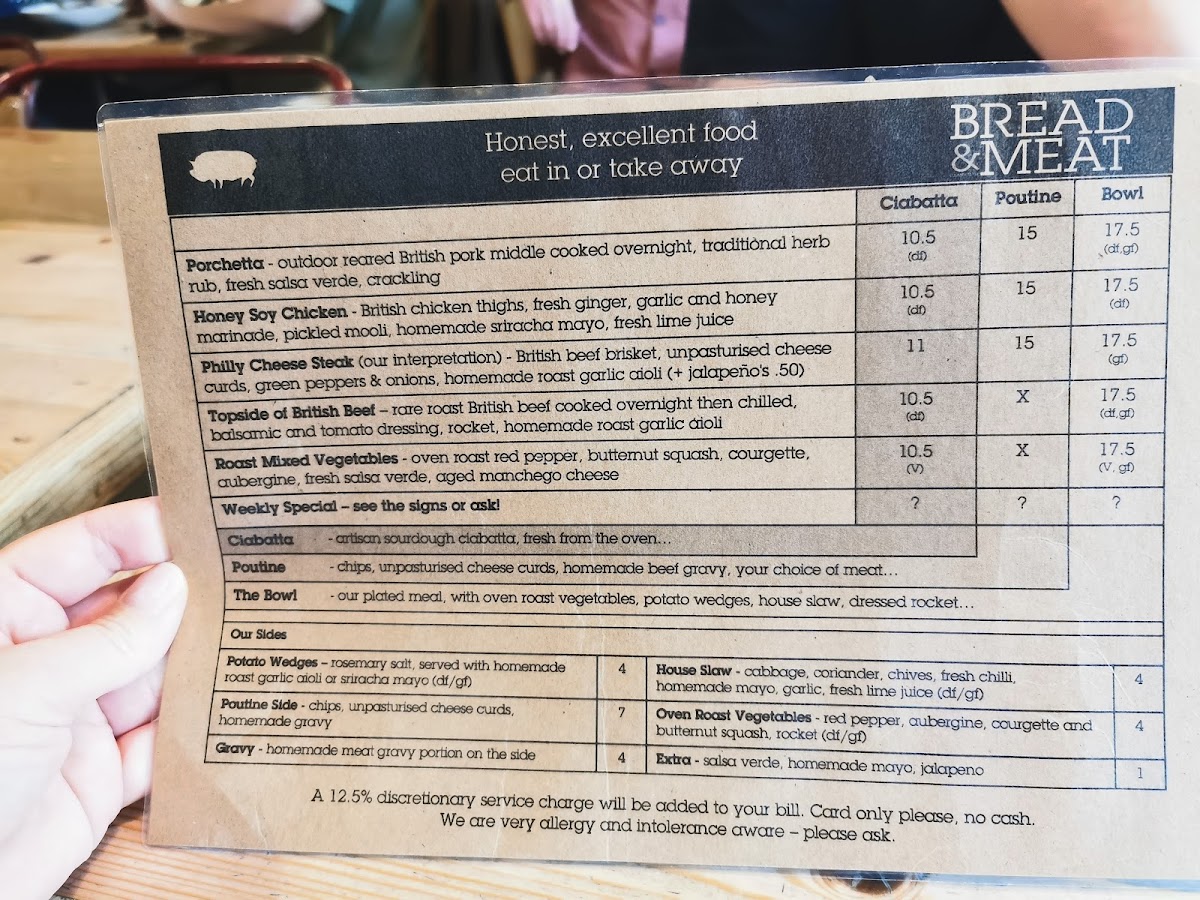 Honest, excellent food
eat in or take away
BREAD
&MEAT
Ciabatta Poutine Bowl
Porchetta - outdoor reared British pork middle cooked overnight, traditional herb
rub, fresh salsa verde, crackling
10.5 15 17.5
(df) (df,gf)
Honey Soy Chicken - British chicken thighs, fresh ginger, garlic and honey
marinade, pickled mooli, homemade sriracha mayo, fresh lime juice
10.5 15 17.5
(df) (df)
Philly Cheese Steak (our interpretation) - British beef brisket, unpasturised cheese
curds, green peppers & onions, homemade roast garlic aioli (+ jalapeño's .50)
11 15 17.5
(gf)
Topside of British Beef – rare roast British beef cooked overnight then chilled,
balsamic and tomato dressing, rocket, homemade roast garlic aioli
10.5 X 17.5
(df) (df,gf)
Roast Mixed Vegetables - oven roast red pepper, butternut squash, courgette,
aubergine, fresh salsa verde, aged manchego cheese
10.5 X 17.5
(V) (V, gf)
Weekly Special – see the signs or ask! ? ? ?
Ciabatta - artisan sourdough ciabatta, fresh from the oven...
Poutine - chips, unpasturised cheese curds, homemade beef gravy, your choice of meat...
The Bowl - our plated meal, with oven roast vegetables, potato wedges, house slaw, dressed rocket...
Our Sides
Potato Wedges – rosemary salt, served with homemade
roast garlic aioli or sriracha mayo (df/gf)
4
Poutine Side - chips, unpasturised cheese curds,
homemade gravy
7
Gravy - homemade meat gravy portion on the side 4
House Slaw - cabbage, coriander, chives, fresh chilli,
homemade mayo, garlic, fresh lime juice (df/gf)
4
Oven Roast Vegetables - red pepper, aubergine, courgette and
butternut squash, rocket (df/gf)
4
Extra - salsa verde, homemade mayo, jalapeno 1
A 12.5% discretionary service charge will be added to your bill. Card only please, no cash.
We are very allergy and intolerance aware – please ask.